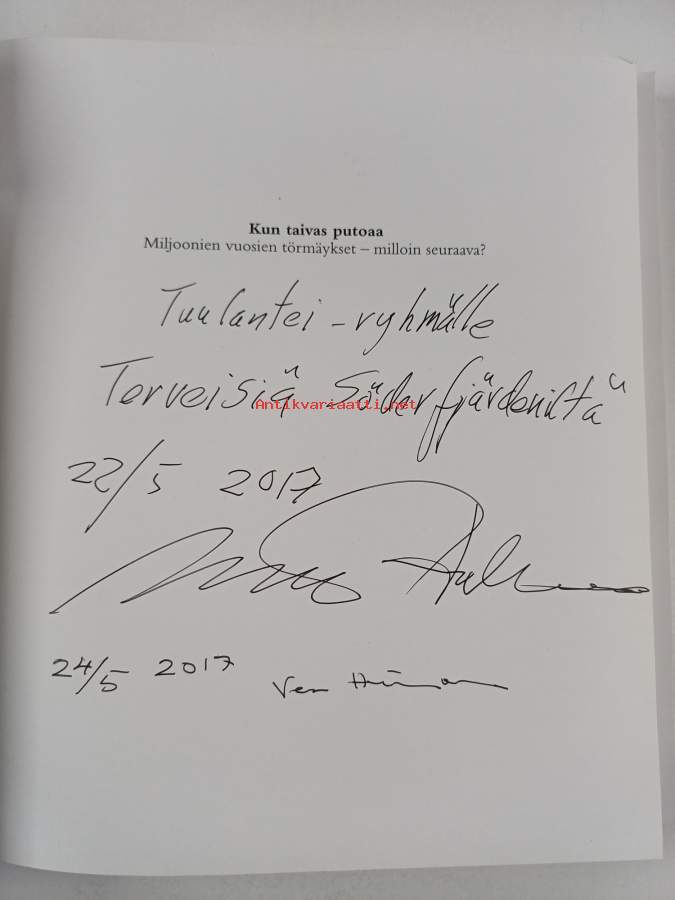 Kun taivas putoaa
Miljoonien vuosien törmäykset – milloin seuraava?
Tuulantei-ryhmälle
Terveisiä Söderfjärdeniltä
Antikvariaatti.net
22/5 2017
24/5 2017